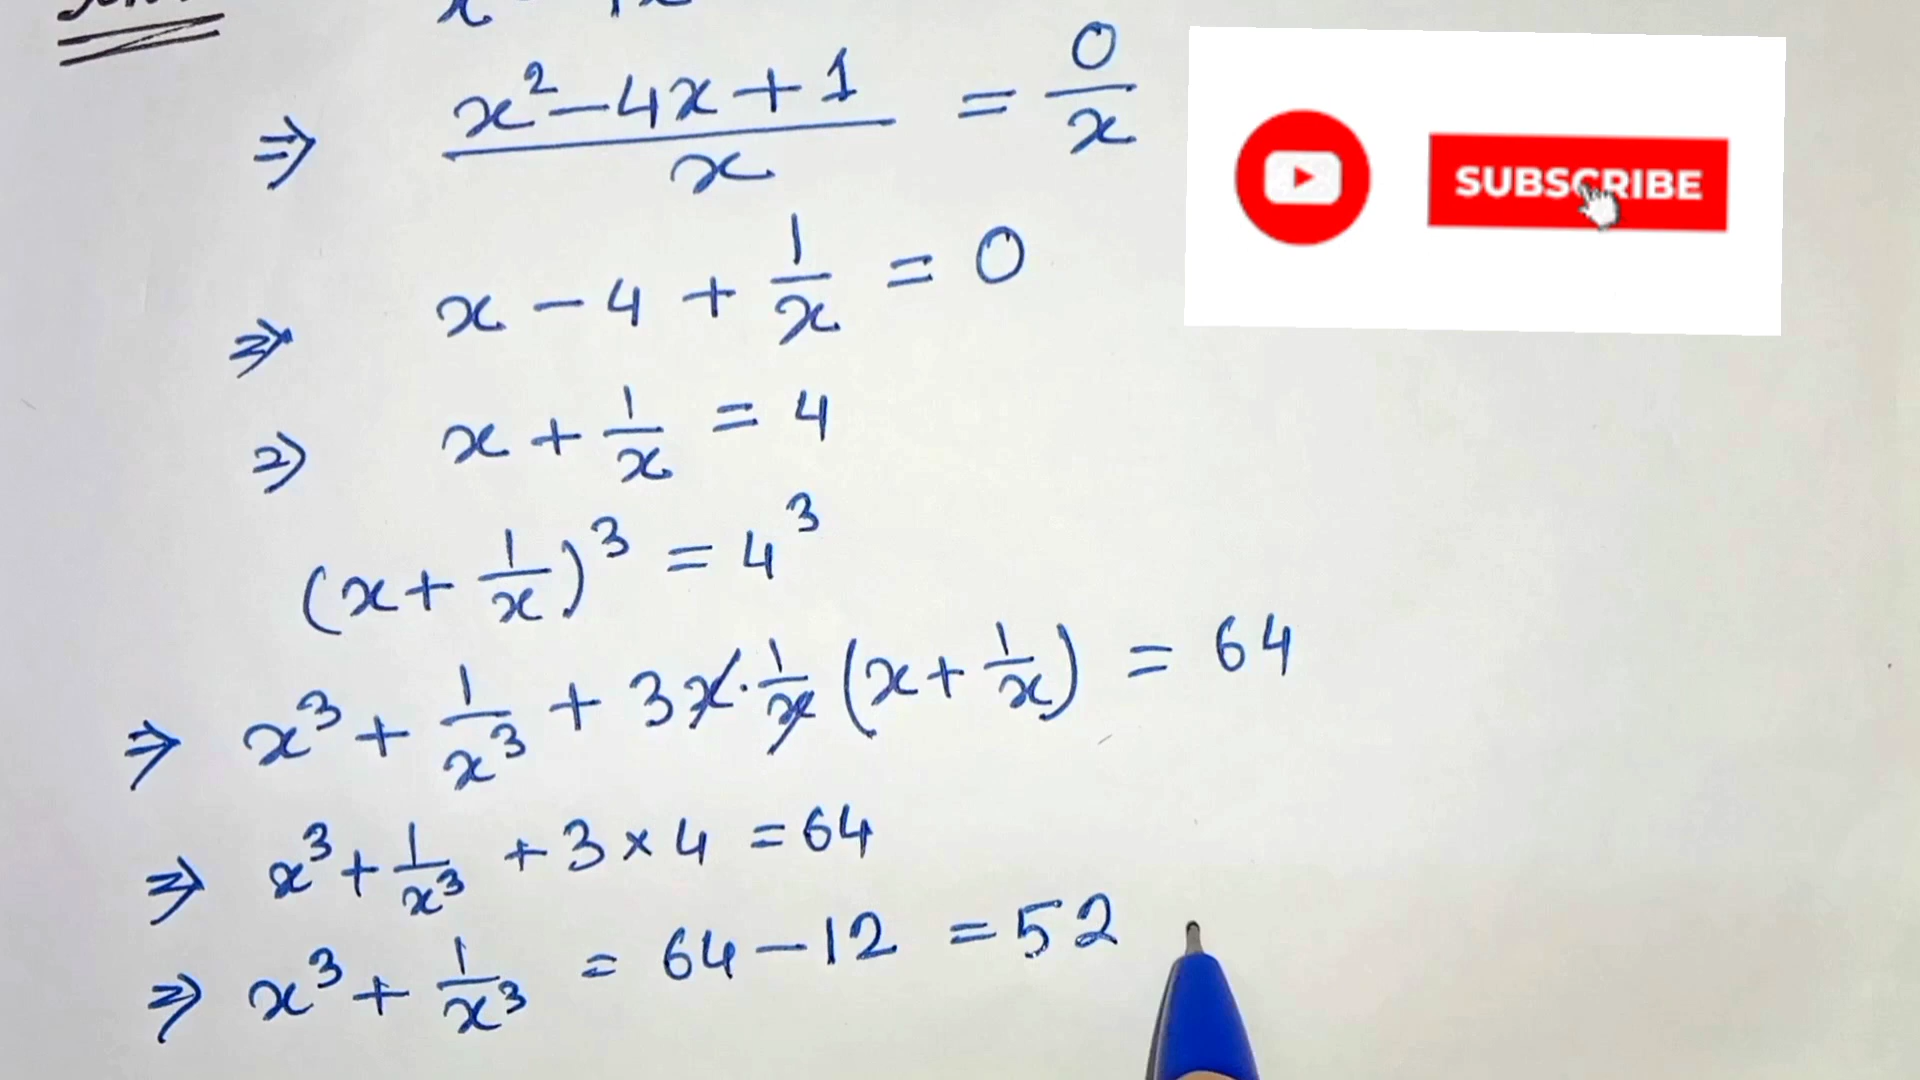 ⇒ (x² − 4x + 1)/x = 0/x
SUBSCRIBE
⇒ x − 4 + 1/x = 0
⇒ x + 1/x = 4
(x + 1/x)³ = 4³
⇒ x³ + 1/x³ + 3x·1/x (x + 1/x) = 64
⇒ x³ + 1/x³ + 3 × 4 = 64
⇒ x³ + 1/x³ = 64 − 12 = 52